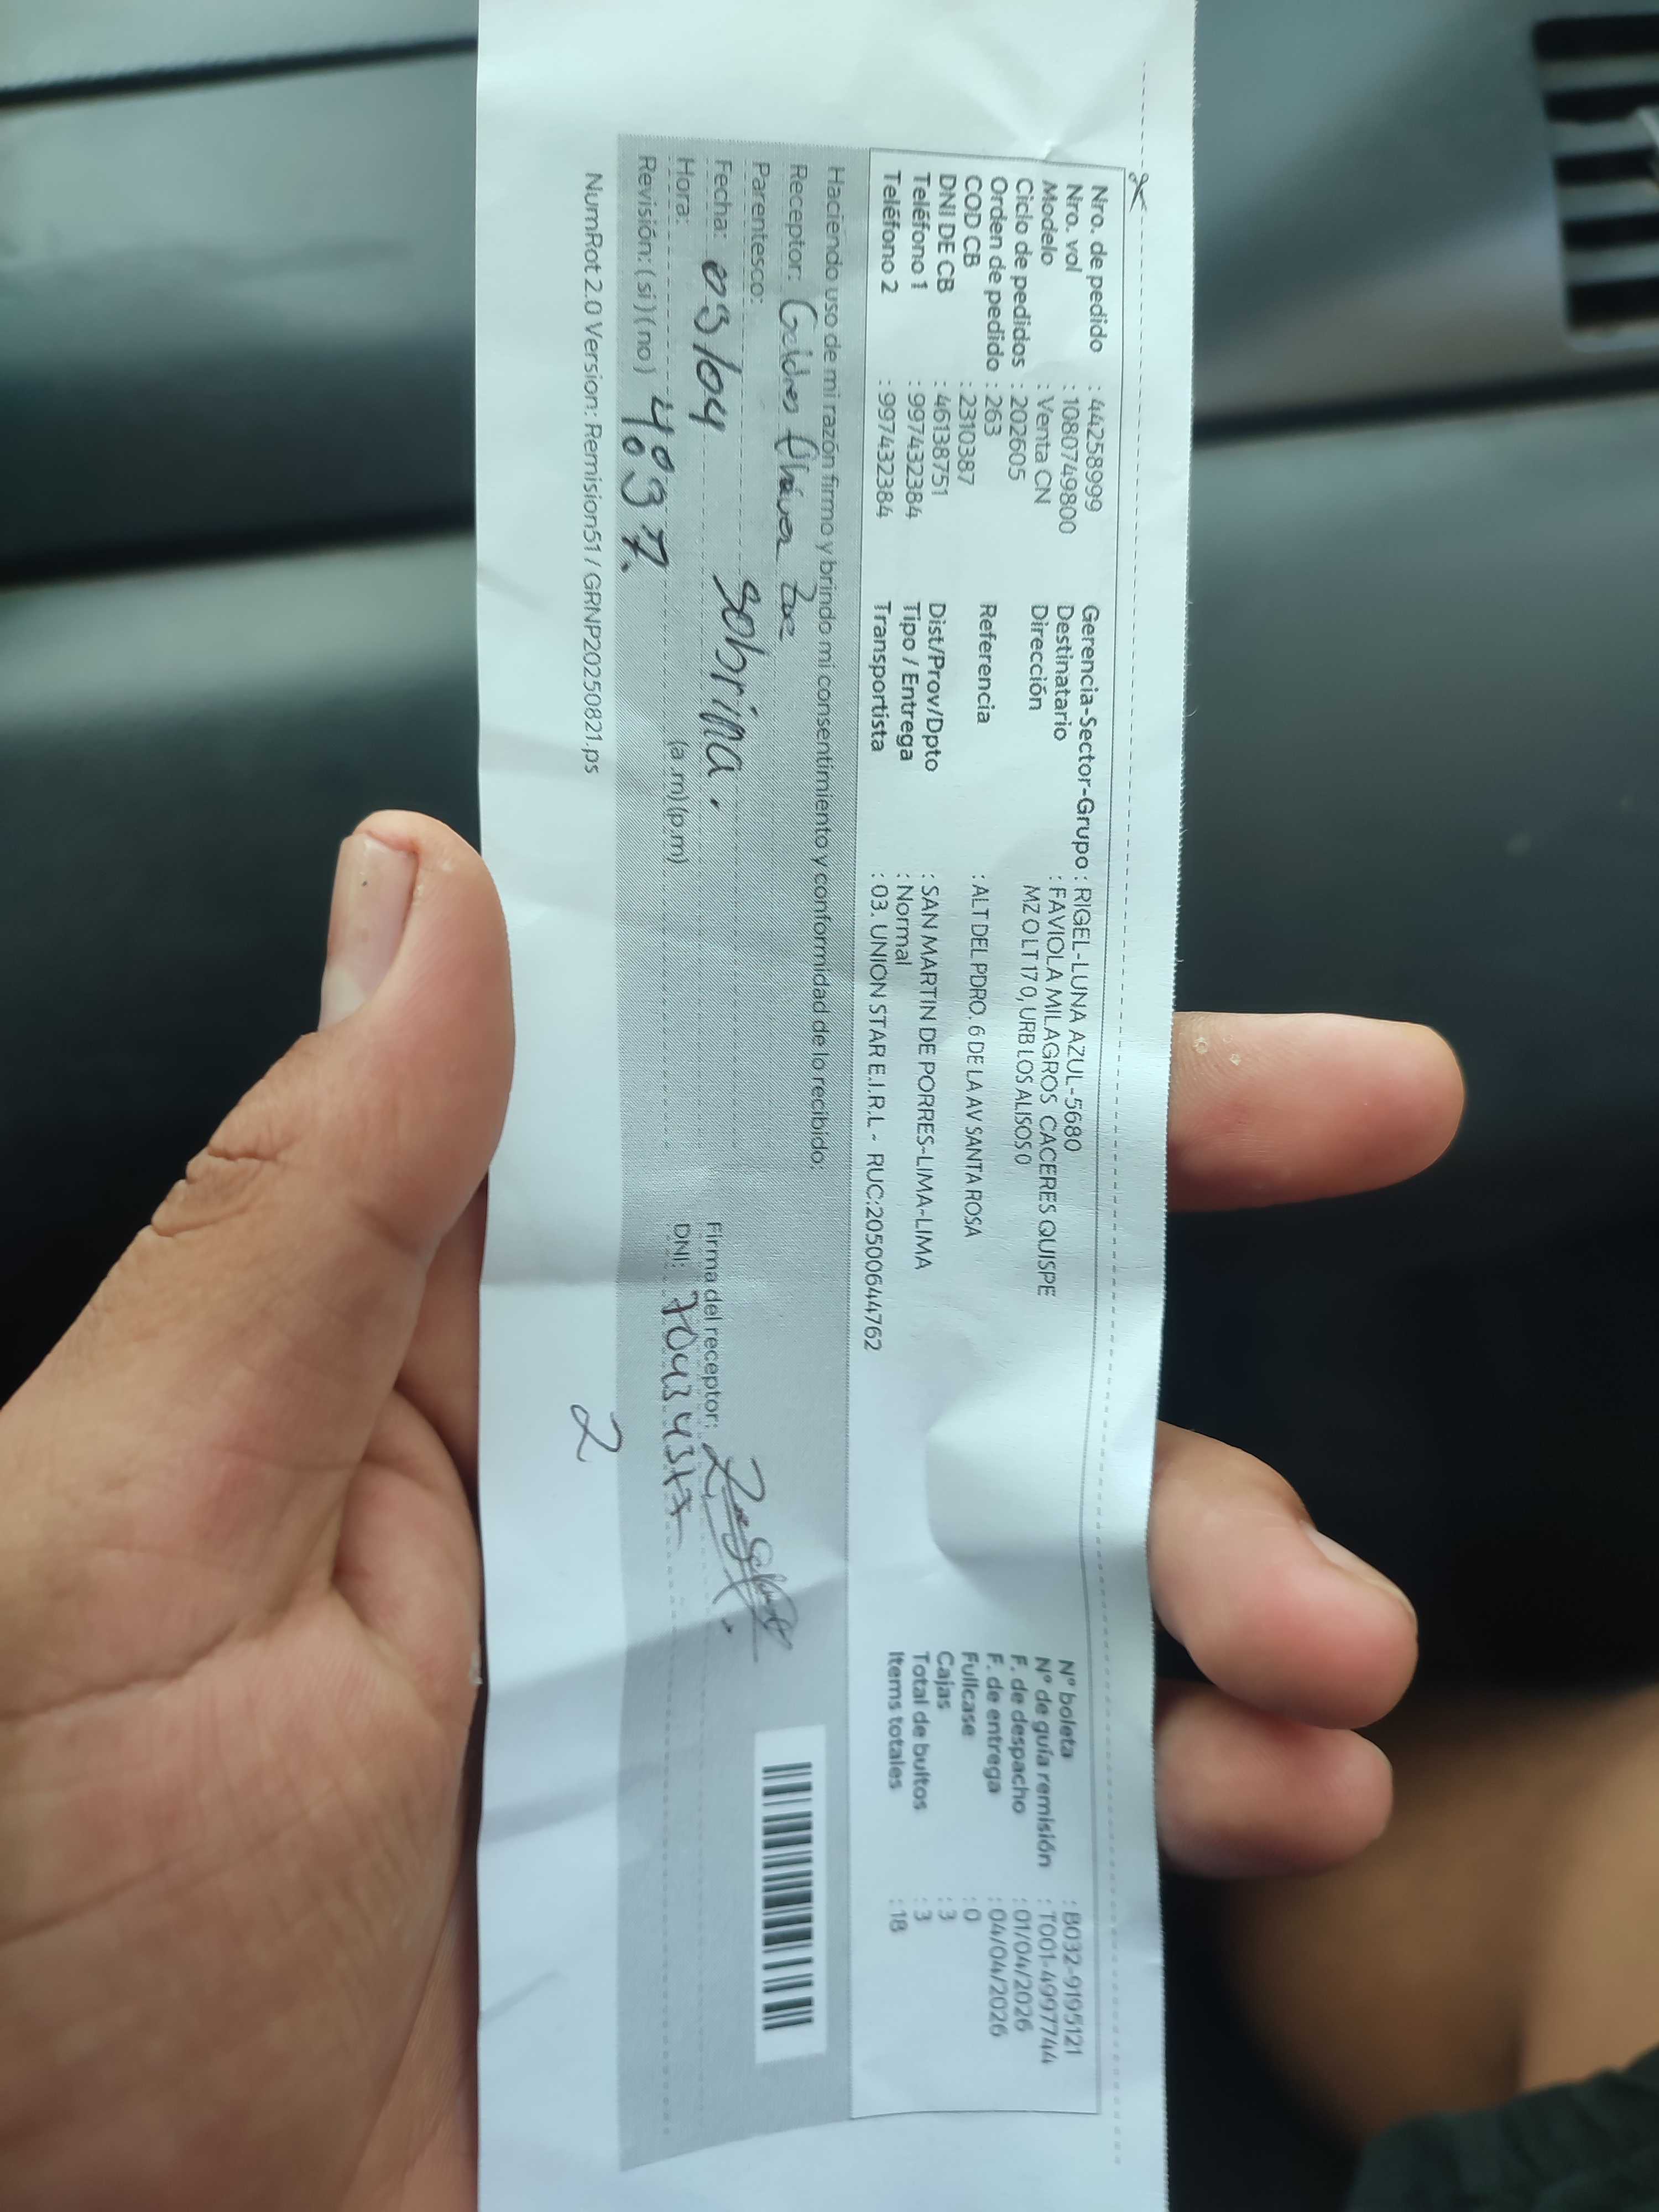 Nro. de pedido : 44258999
Nro. vol : 1080749800
Modelo : Venta CN
Ciclo de pedidos : 202605
Orden de pedido : 263
COD CB : 2310387
DNI DE CB : 46138751
Teléfono 1 : 997432384
Teléfono 2 : 997432384
Gerencia-Sector-Grupo : RIGEL-LUNA AZUL-5680
Destinatario : FAVIOLA MILAGROS CACERES QUISPE
Dirección MZ O LT 17 0, URB LOS ALISOS 0
Referencia : ALT DEL PDRO. 6 DE LA AV SANTA ROSA
Dist/Prov/Dpto : SAN MARTIN DE PORRES-LIMA-LIMA
Tipo / Entrega : Normal
Transportista : 03. UNION STAR E.I.R.L - RUC:20500644762
N° boleta : B032-9195121
N° de guía remisión : T001-4997744
F. de despacho : 01/04/2026
F. de entrega : 04/04/2026
Fullcase : 0
Cajas : 3
Total de bultos : 3
Items totales : 18
Haciendo uso de mi razón firmo y brindo mi consentimiento y conformidad de lo recibido:
Receptor: Zoe
Parentesco: sobrina.
Fecha: 03/04
Hora: (a.m) (p.m)
Revisión: (si) (no) 4:37.
Firma del receptor:
DNI:
NumRot 2.0 Version: Remision51 / GRNP20250821.ps
2